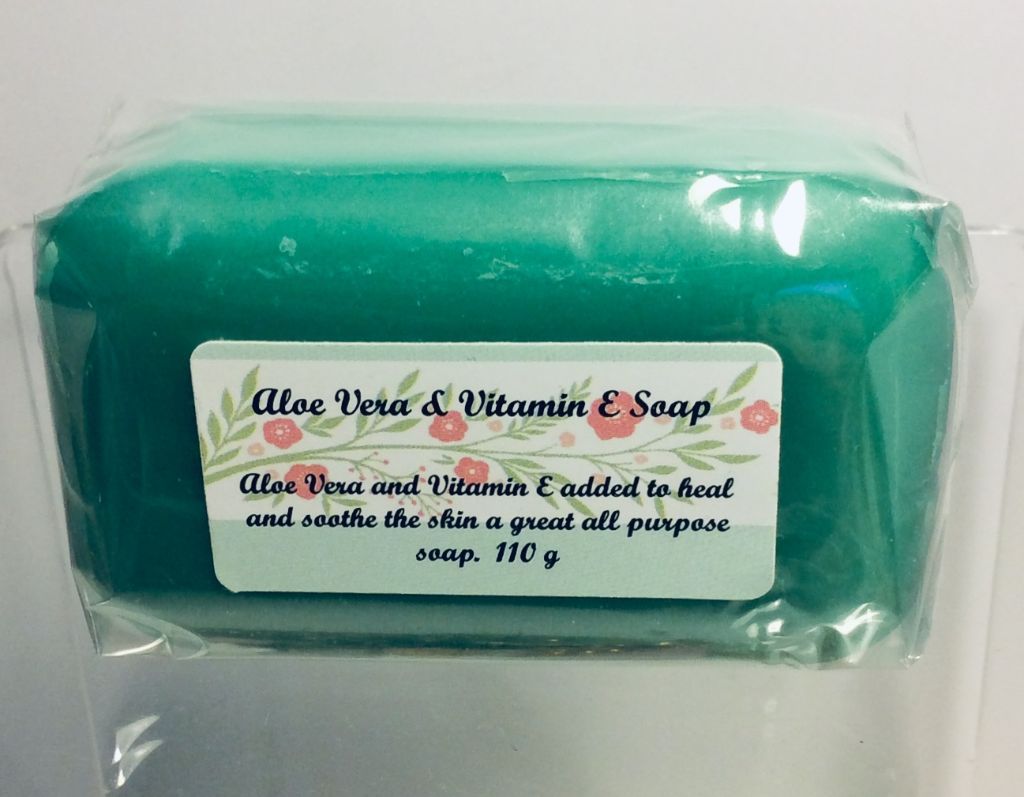 Aloe Vera & Vitamin E Soap
Aloe Vera and Vitamin E added to heal
and soothe the skin a great all purpose
soap. 110 g